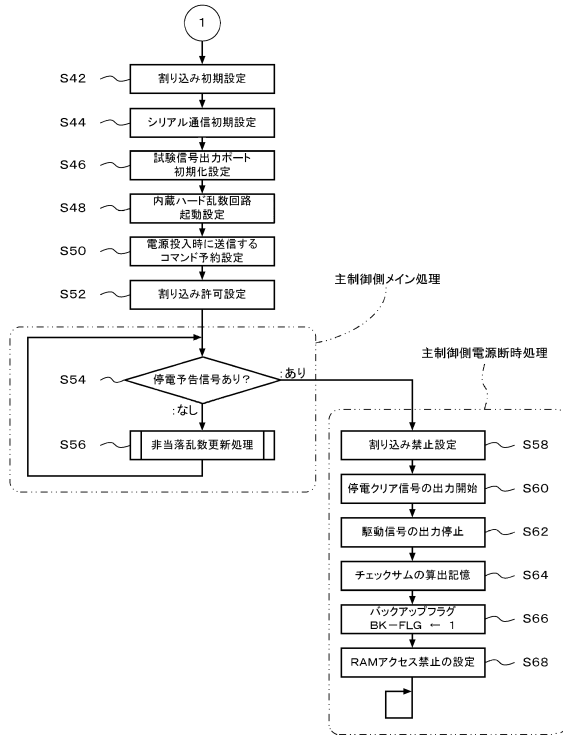 1
S42
割り込み初期設定
S44
シリアル通信初期設定
S46
試験信号出力ポート
初期化設定
S48
内蔵ハード乱数回路
起動設定
S50
電源投入時に送信する
コマンド予約設定
S52
割り込み許可設定
主制御側メイン処理
S54
停電予告信号あり?
:あり
:なし
S56
非当落乱数更新処理
主制御側電源断時処理
割り込み禁止設定
S58
停電クリア信号の出力開始
S60
駆動信号の出力停止
S62
チェックサムの算出記憶
S64
バックアップフラグ
BK-FLG ← 1
S66
RAMアクセス禁止の設定
S68